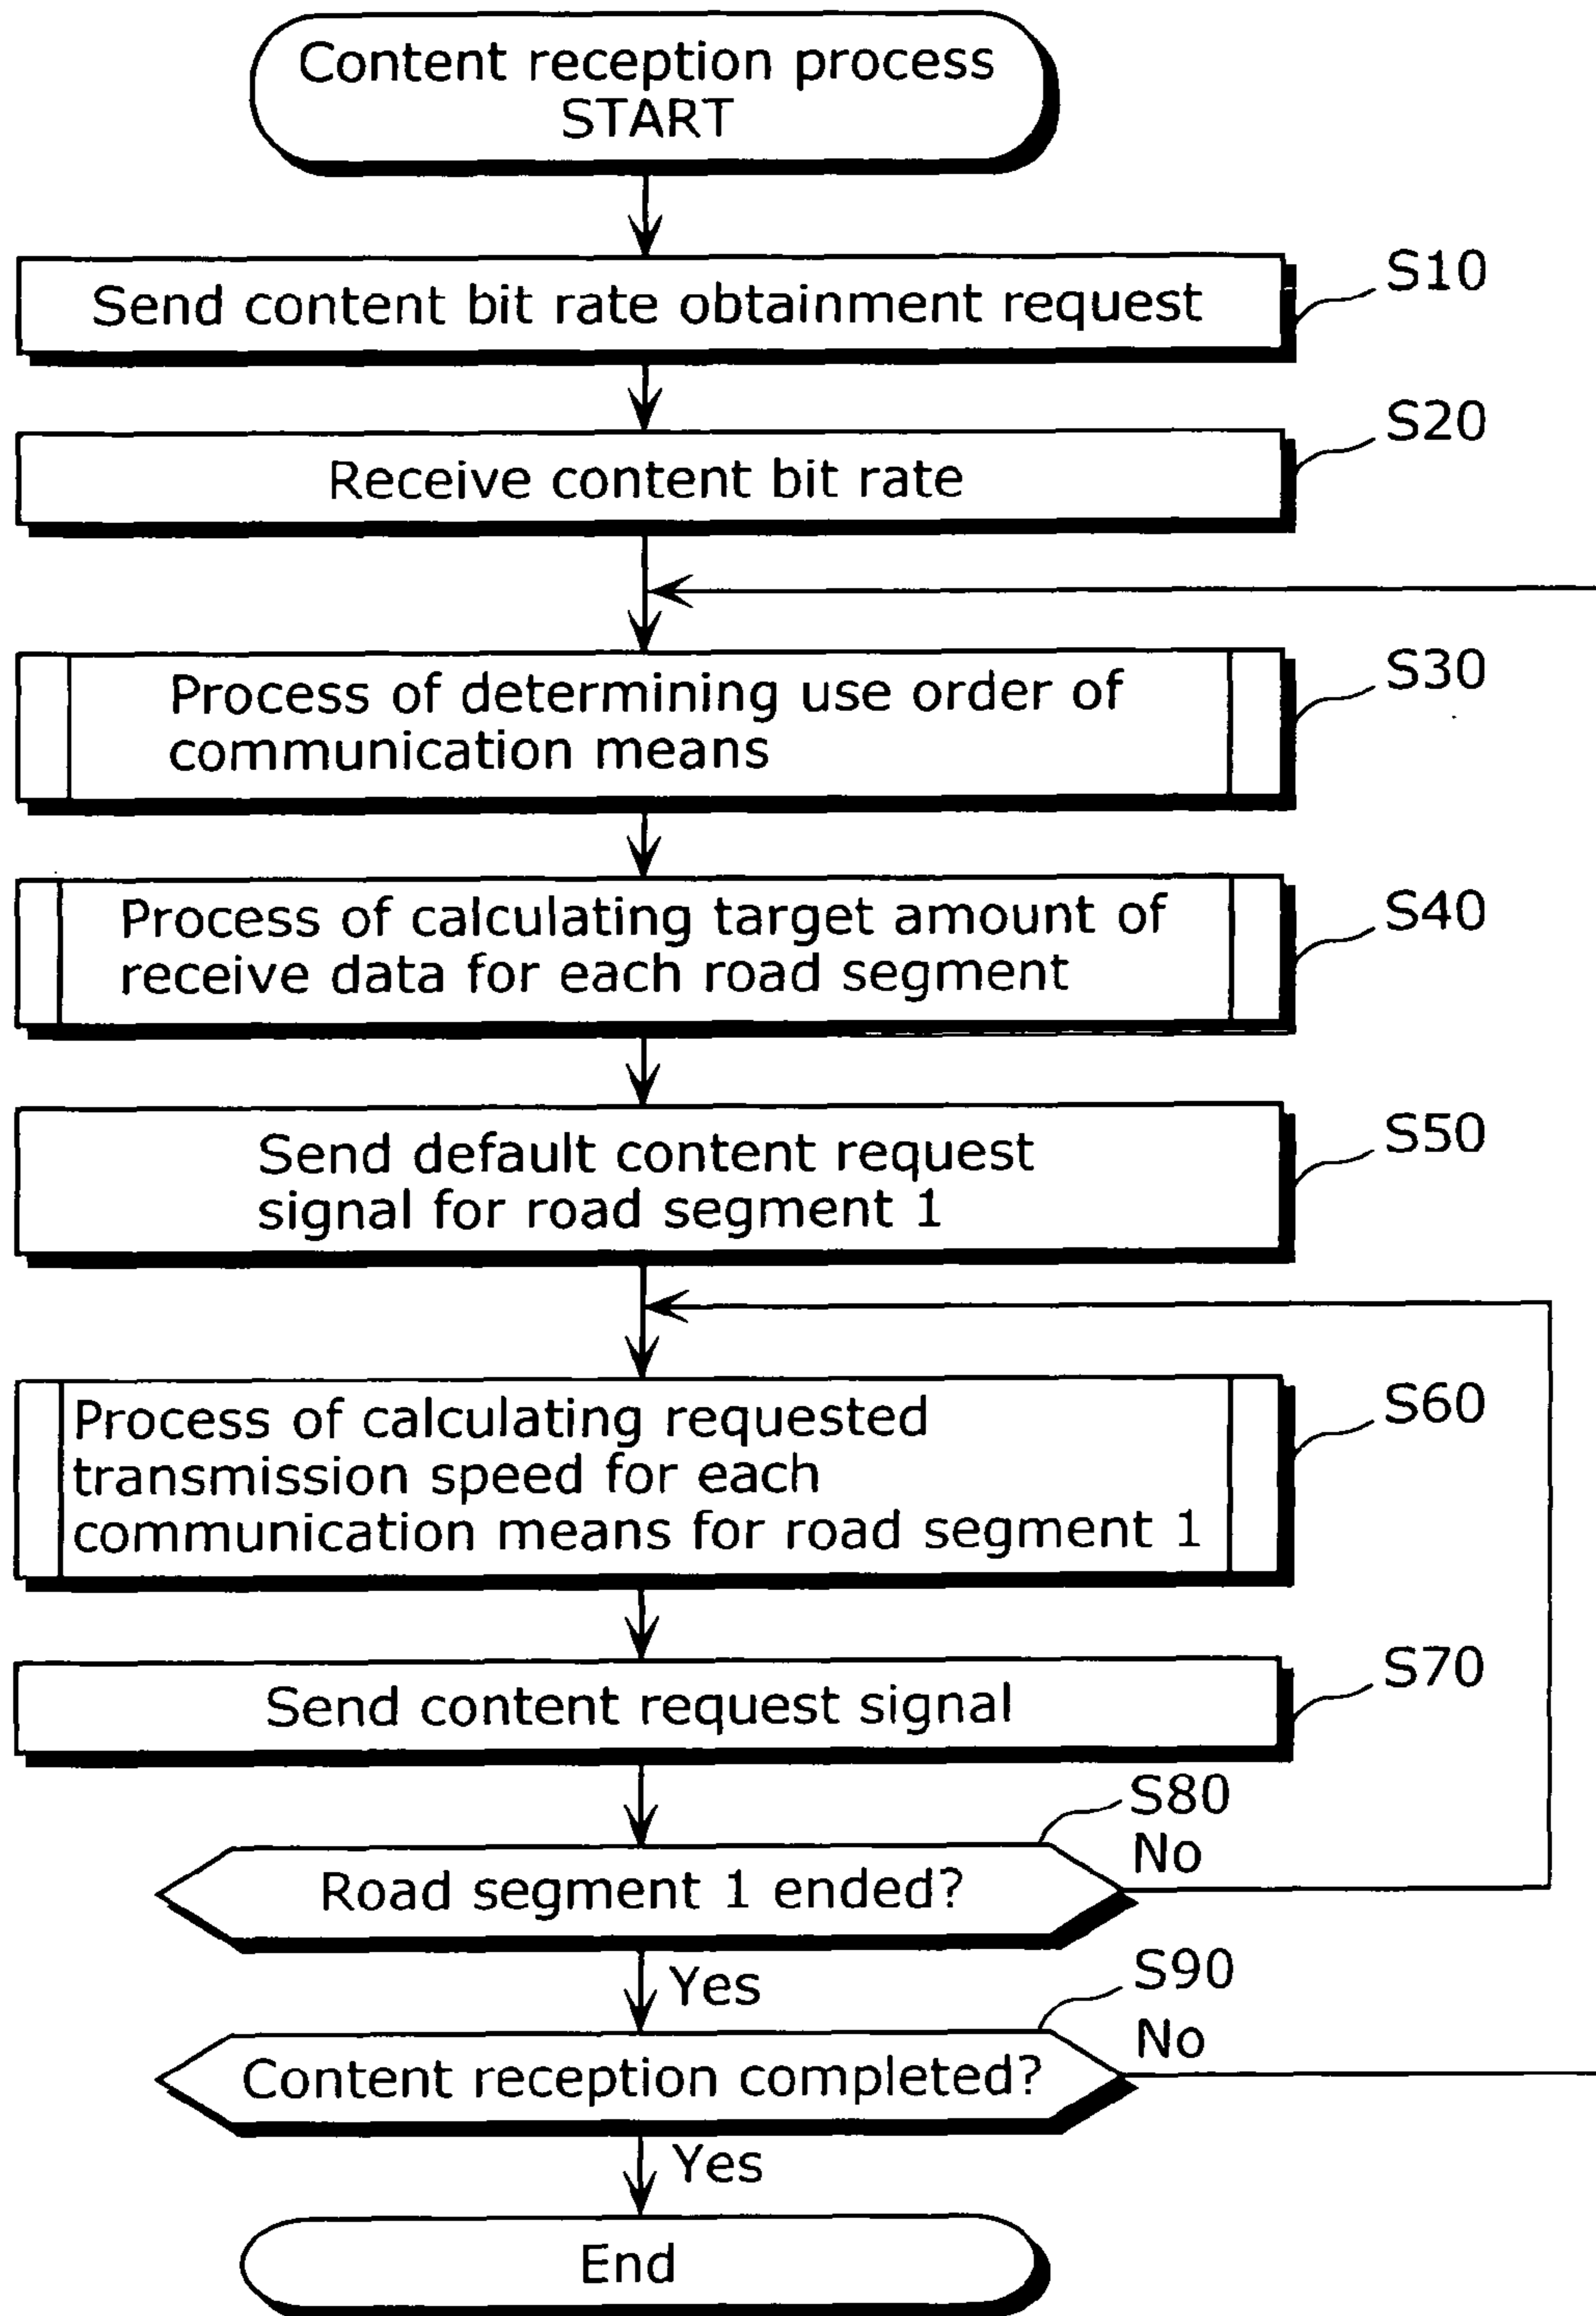 Content reception process
START
Send content bit rate obtainment request
S10
Receive content bit rate
S20
Process of determining use order of
communication means
S30
Process of calculating target amount of
receive data for each road segment
S40
Send default content request
signal for road segment 1
S50
Process of calculating requested
transmission speed for each
communication means for road segment 1
S60
Send content request signal
S70
Road segment 1 ended?
S80
No
Yes
Content reception completed?
S90
No
Yes
End